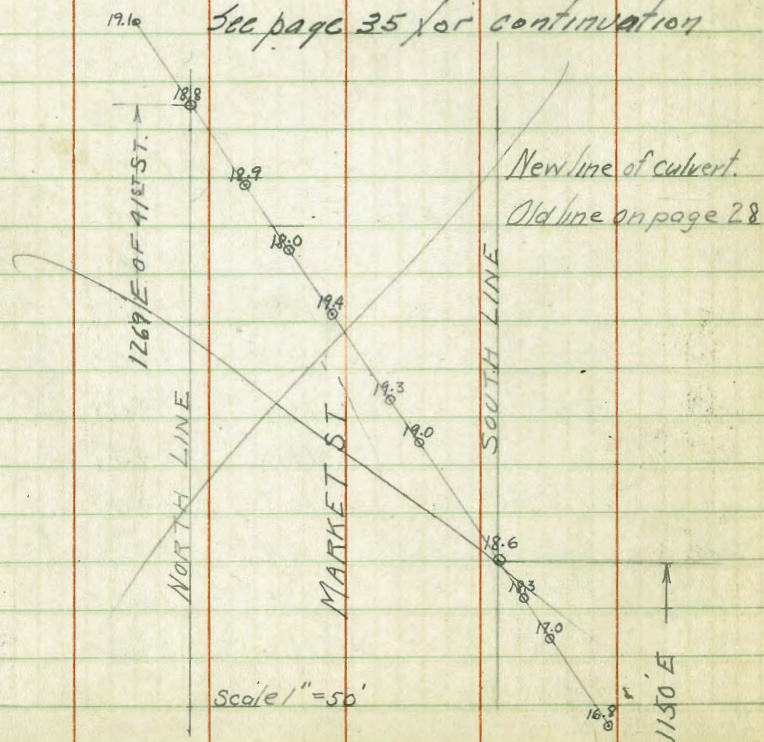 See page 35 for continuation
19.1
18.8
18.9
18.0
19.4
19.3
19.0
18.6
18.3
17.0
16.8
1269' E OF 41ST ST.
New line of culvert.
Old line on page 28
NORTH LINE
MARKET ST
SOUTH LINE
Scale 1" = 50'
1150' E